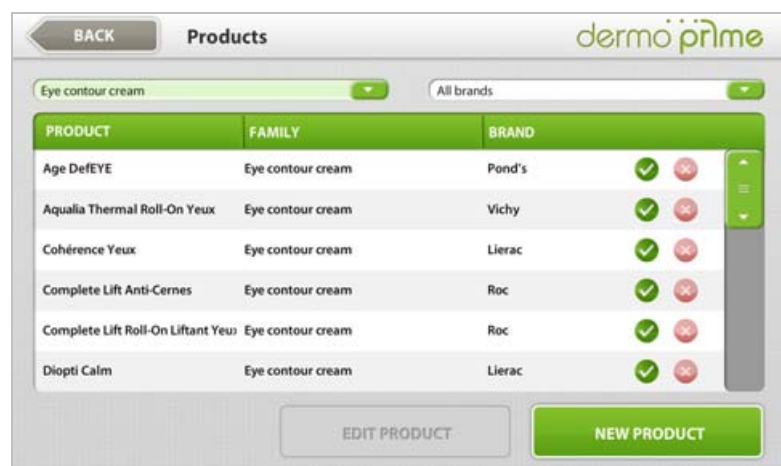 BACK Products dermo prime
Eye contour cream All brands
PRODUCT FAMILY BRAND
Age DefEYE Eye contour cream Pond's
Aqualia Thermal Roll-On Yeux Eye contour cream Vichy
Cohérence Yeux Eye contour cream Lierac
Complete Lift Anti-Cernes Eye contour cream Roc
Complete Lift Roll-On Liftant Yeux Eye contour cream Roc
Diopti Calm Eye contour cream Lierac
EDIT PRODUCT NEW PRODUCT